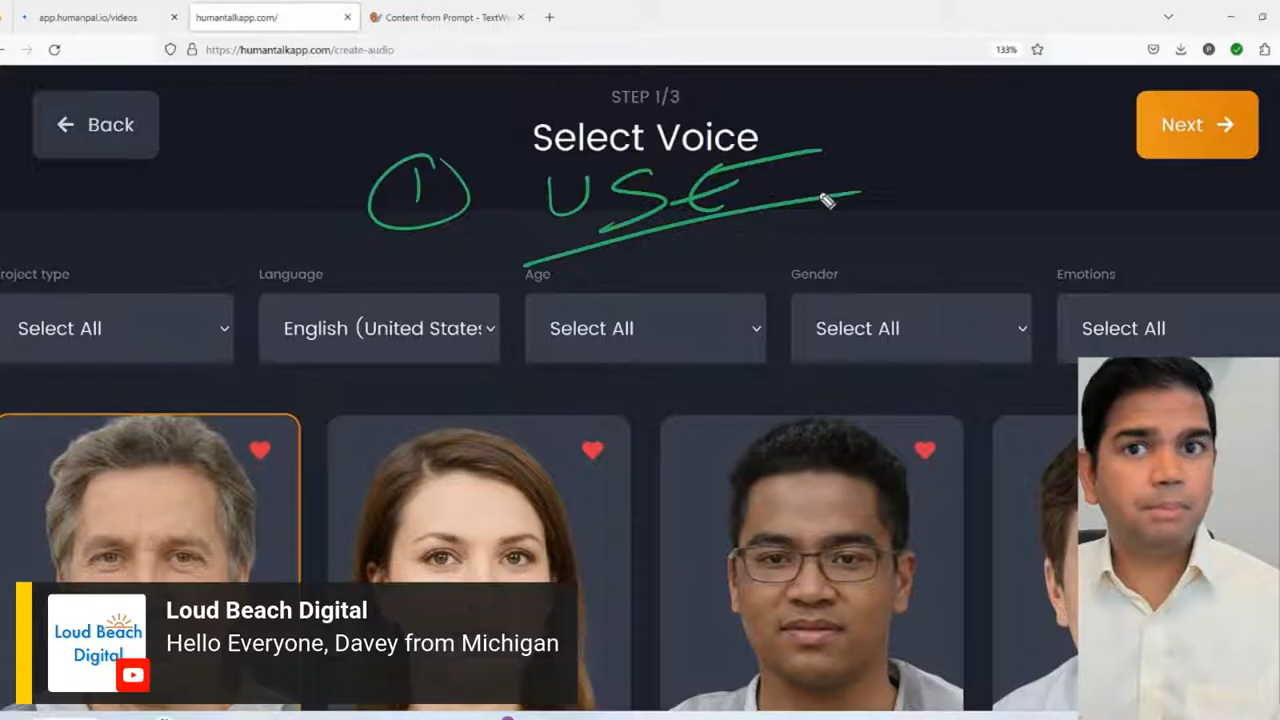 app.humanpal.io/videos
humantalkapp.com/
Content from Prompt - TextW
https://humantalkapp.com/create-audio
133%
Back
STEP 1/3
Select Voice
Next
1 USE
roject type
Language
Age
Gender
Emotions
Select All
English (United States
Select All
Select All
Select All
Loud Beach Digital
Loud Beach Digital
Hello Everyone, Davey from Michigan